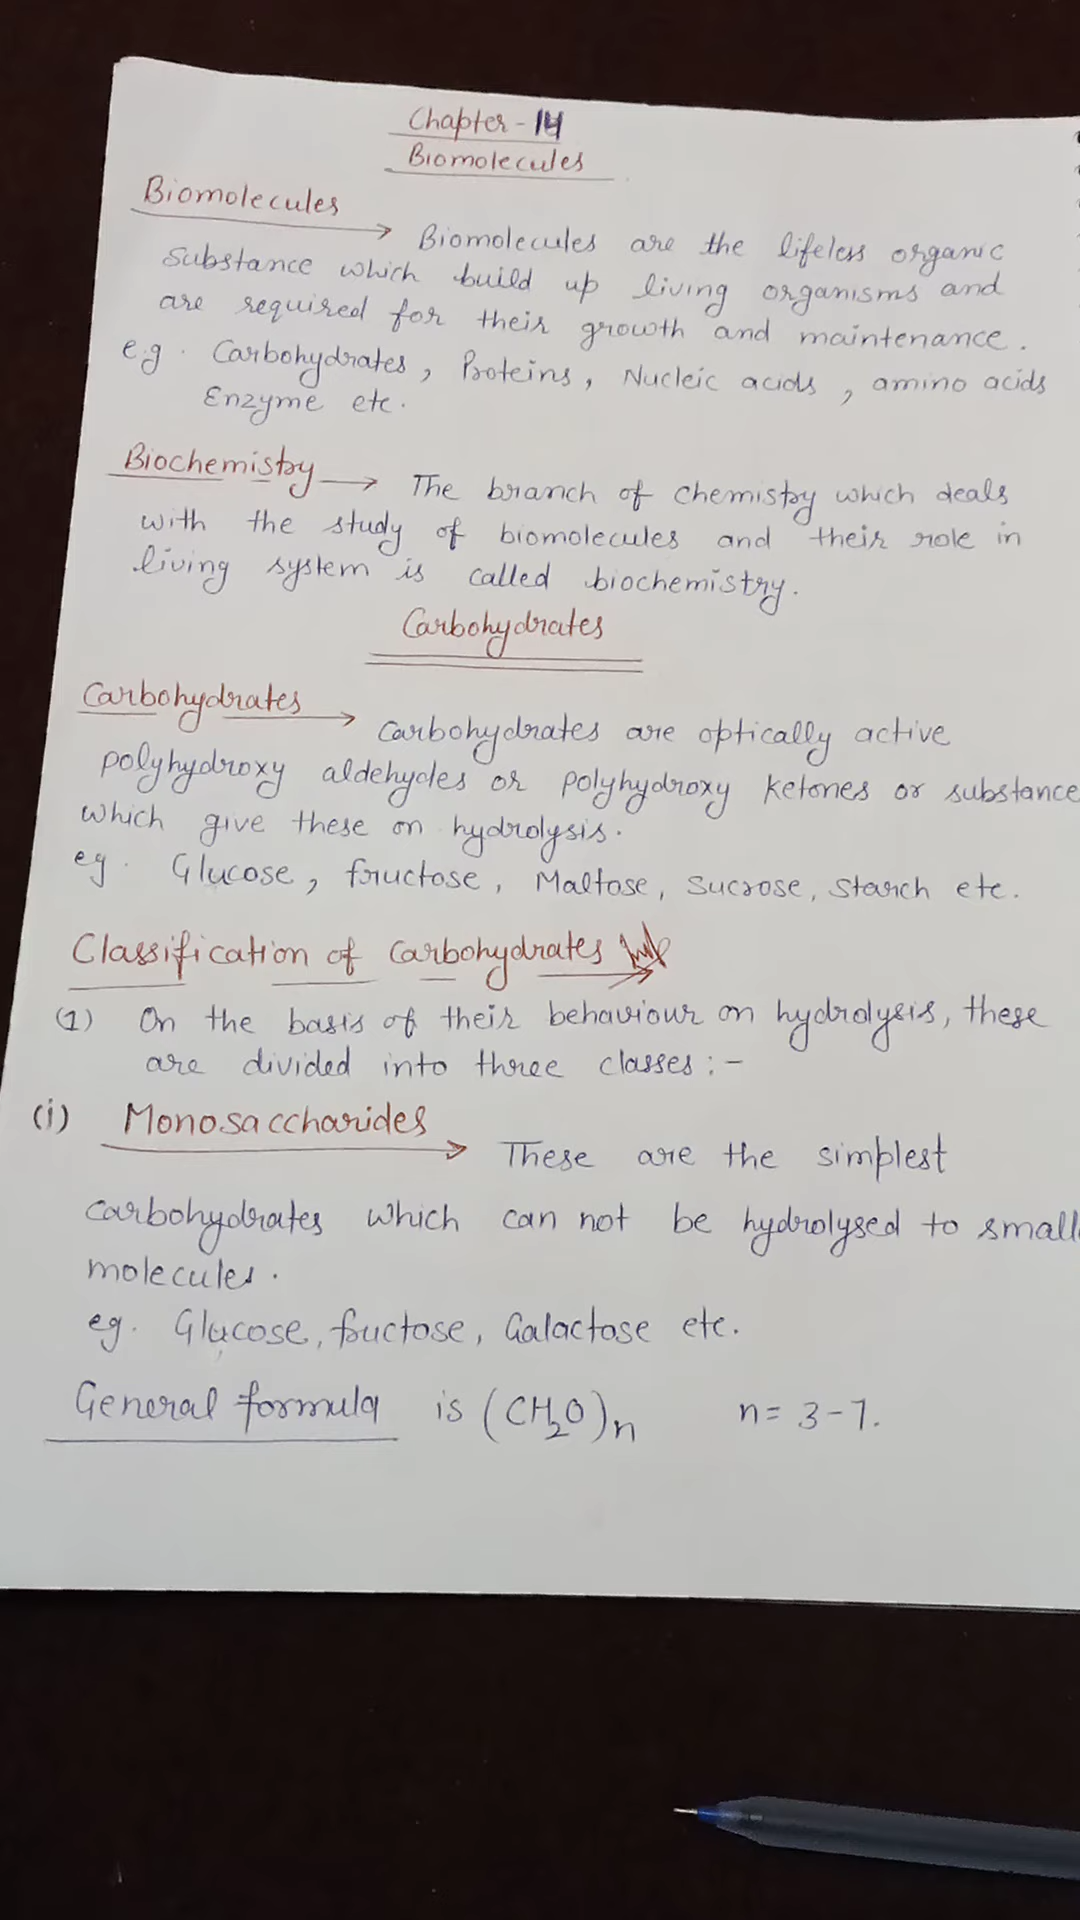 Chapter - 14
Biomolecules
Biomolecules → Biomolecules are the lifeless organic
substance which build up living organisms and
are required for their growth and maintenance.
e.g. Carbohydrates, Proteins, Nucleic acids, amino acids
Enzyme etc.
Biochemistry → The branch of chemistry which deals
with the study of biomolecules and their role in
living system is called biochemistry.
Carbohydrates
Carbohydrates → Carbohydrates are optically active
polyhydroxy aldehydes or polyhydroxy ketones or substance
which give these on hydrolysis.
eg. Glucose, fructose, Maltose, Sucrose, Starch etc.
Classification of Carbohydrates Imp
(1) On the basis of their behaviour on hydrolysis, these
are divided into three classes :-
(i) Monosaccharides → These are the simplest
carbohydrates which can not be hydrolysed to small
molecules.
eg. Glucose, fructose, Galactose etc.
General formula is (CH₂O)n n= 3-7.